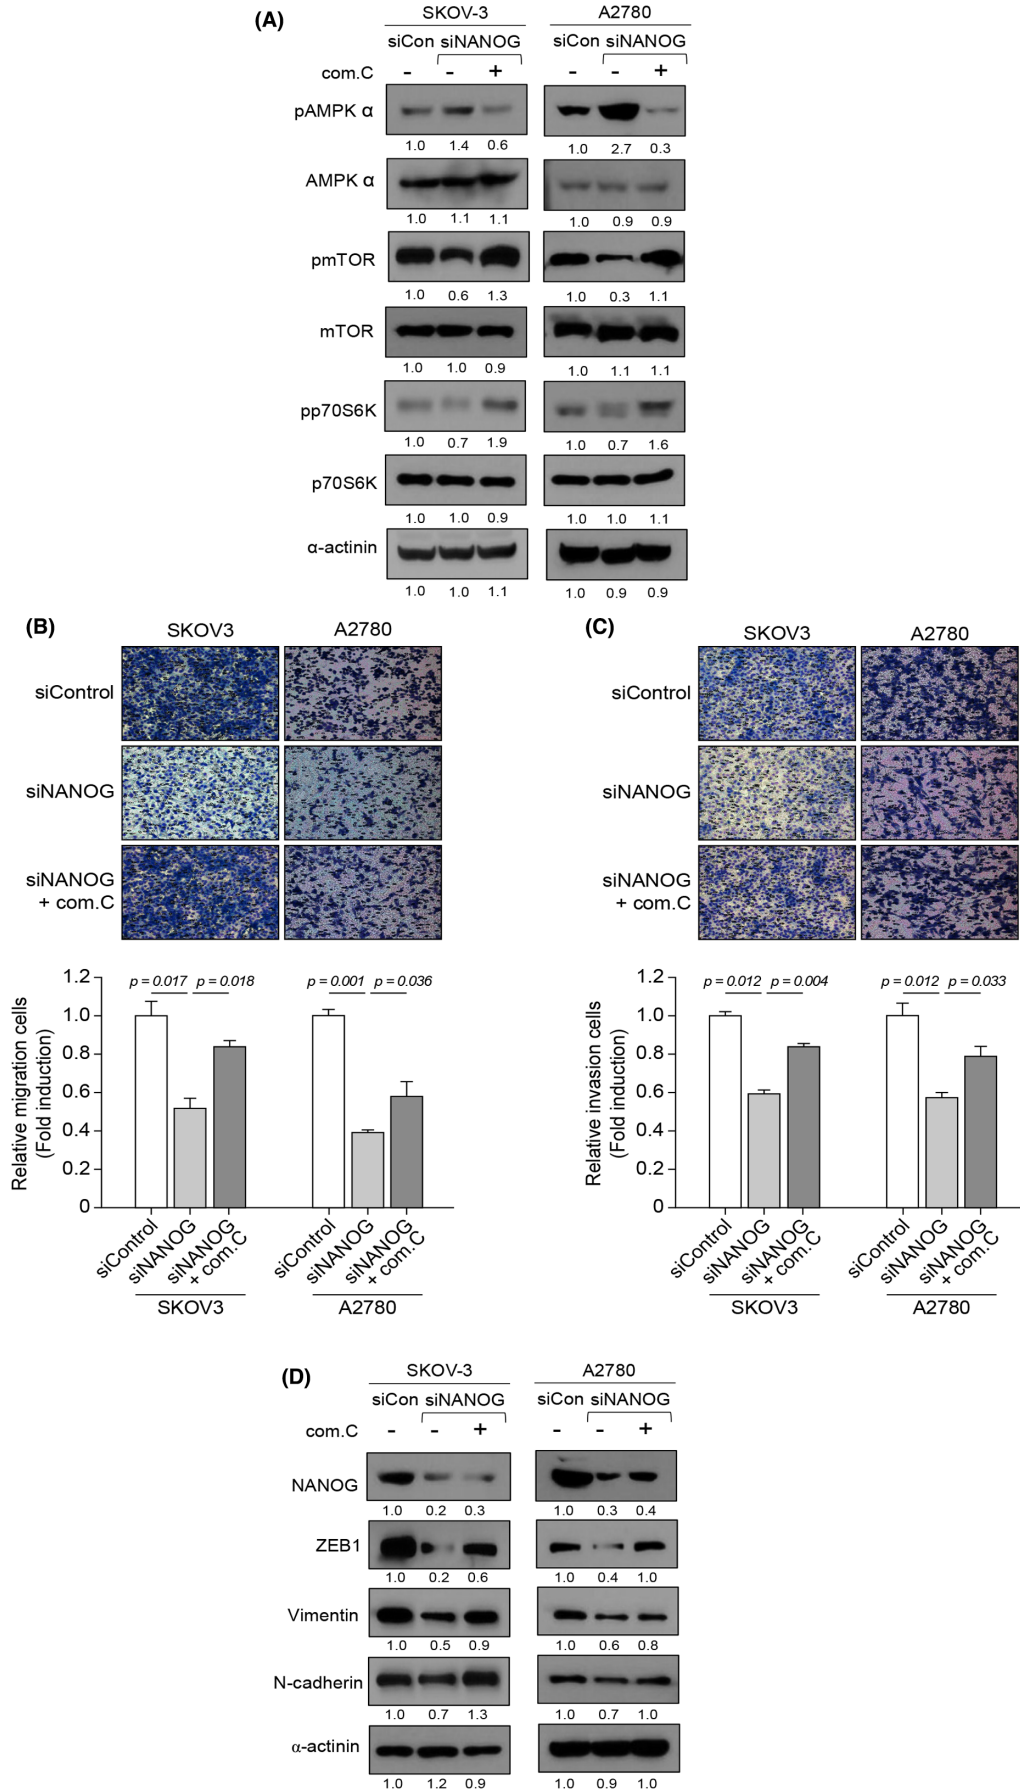 (A)
SKOV-3 A2780
siCon siNANOG siCon siNANOG
com.C - - + - - +
pAMPK α
1.0 1.4 0.6 1.0 2.7 0.3
AMPK α
1.0 1.1 1.1 1.0 0.9 0.9
pmTOR
1.0 0.6 1.3 1.0 0.3 1.1
mTOR
1.0 1.0 0.9 1.0 1.1 1.1
pp70S6K
1.0 0.7 1.9 1.0 0.7 1.6
p70S6K
1.0 1.0 0.9 1.0 1.0 1.1
α-actinin
1.0 1.0 1.1 1.0 0.9 0.9
(B)
SKOV3 A2780
siControl
siNANOG
siNANOG
+ com.C
Relative migration cells
(Fold induction)
1.2
1.0
0.8
0.6
0.4
0.2
0
p = 0.017 p = 0.018 p = 0.001 p = 0.036
siControl
siNANOG
siNANOG
+ com.C
siControl
siNANOG
siNANOG
+ com.C
SKOV3 A2780
(C)
SKOV3 A2780
siControl
siNANOG
siNANOG
+ com.C
Relative invasion cells
(Fold induction)
1.2
1.0
0.8
0.6
0.4
0.2
0
p = 0.012 p = 0.004 p = 0.012 p = 0.033
siControl
siNANOG
siNANOG
+ com.C
siControl
siNANOG
siNANOG
+ com.C
SKOV3 A2780
(D)
SKOV-3 A2780
siCon siNANOG siCon siNANOG
com.C - - + - - +
NANOG
1.0 0.2 0.3 1.0 0.3 0.4
ZEB1
1.0 0.2 0.6 1.0 0.4 1.0
Vimentin
1.0 0.5 0.9 1.0 0.6 0.8
N-cadherin
1.0 0.7 1.3 1.0 0.7 1.0
α-actinin
1.0 1.2 0.9 1.0 0.9 1.0